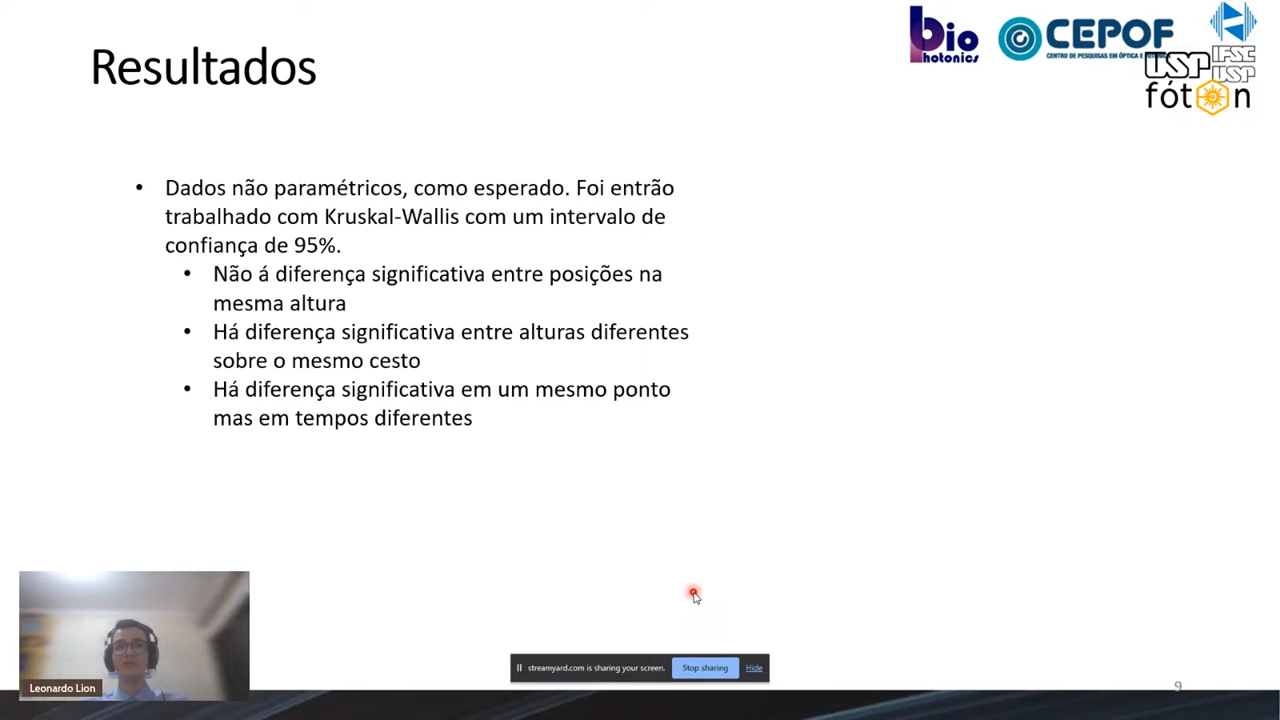 Resultados
bio
hotonics
CEPOF
CENTRO DE PESQUISAS EM ÓPTICA E FOTÔNICA
IFSC
USP
USP
fóton
• Dados não paramétricos, como esperado. Foi entrão
trabalhado com Kruskal-Wallis com um intervalo de
confiança de 95%.
• Não á diferença significativa entre posições na
mesma altura
• Há diferença significativa entre alturas diferentes
sobre o mesmo cesto
• Há diferença significativa em um mesmo ponto
mas em tempos diferentes
streamyard.com is sharing your screen.
Stop sharing
Hide
Leonardo Lion
9